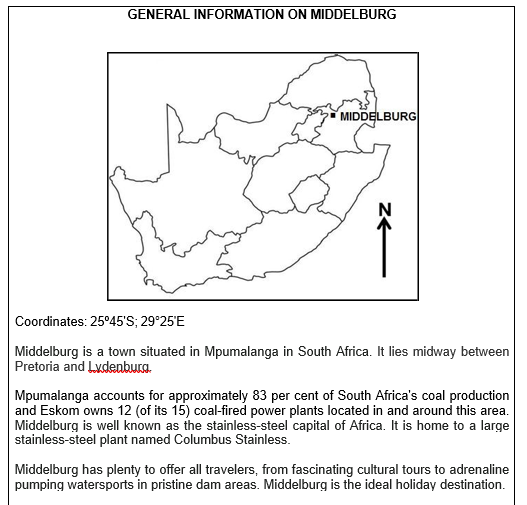 GENERAL INFORMATION ON MIDDELBURG
MIDDELBURG
N
Coordinates: 25º45'S; 29°25'E
Middelburg is a town situated in Mpumalanga in South Africa. It lies midway between
Pretoria and Lydenburg.
Mpumalanga accounts for approximately 83 per cent of South Africa's coal production
and Eskom owns 12 (of its 15) coal-fired power plants located in and around this area.
Middelburg is well known as the stainless-steel capital of Africa. It is home to a large
stainless-steel plant named Columbus Stainless.
Middelburg has plenty to offer all travelers, from fascinating cultural tours to adrenaline
pumping watersports in pristine dam areas. Middelburg is the ideal holiday destination.